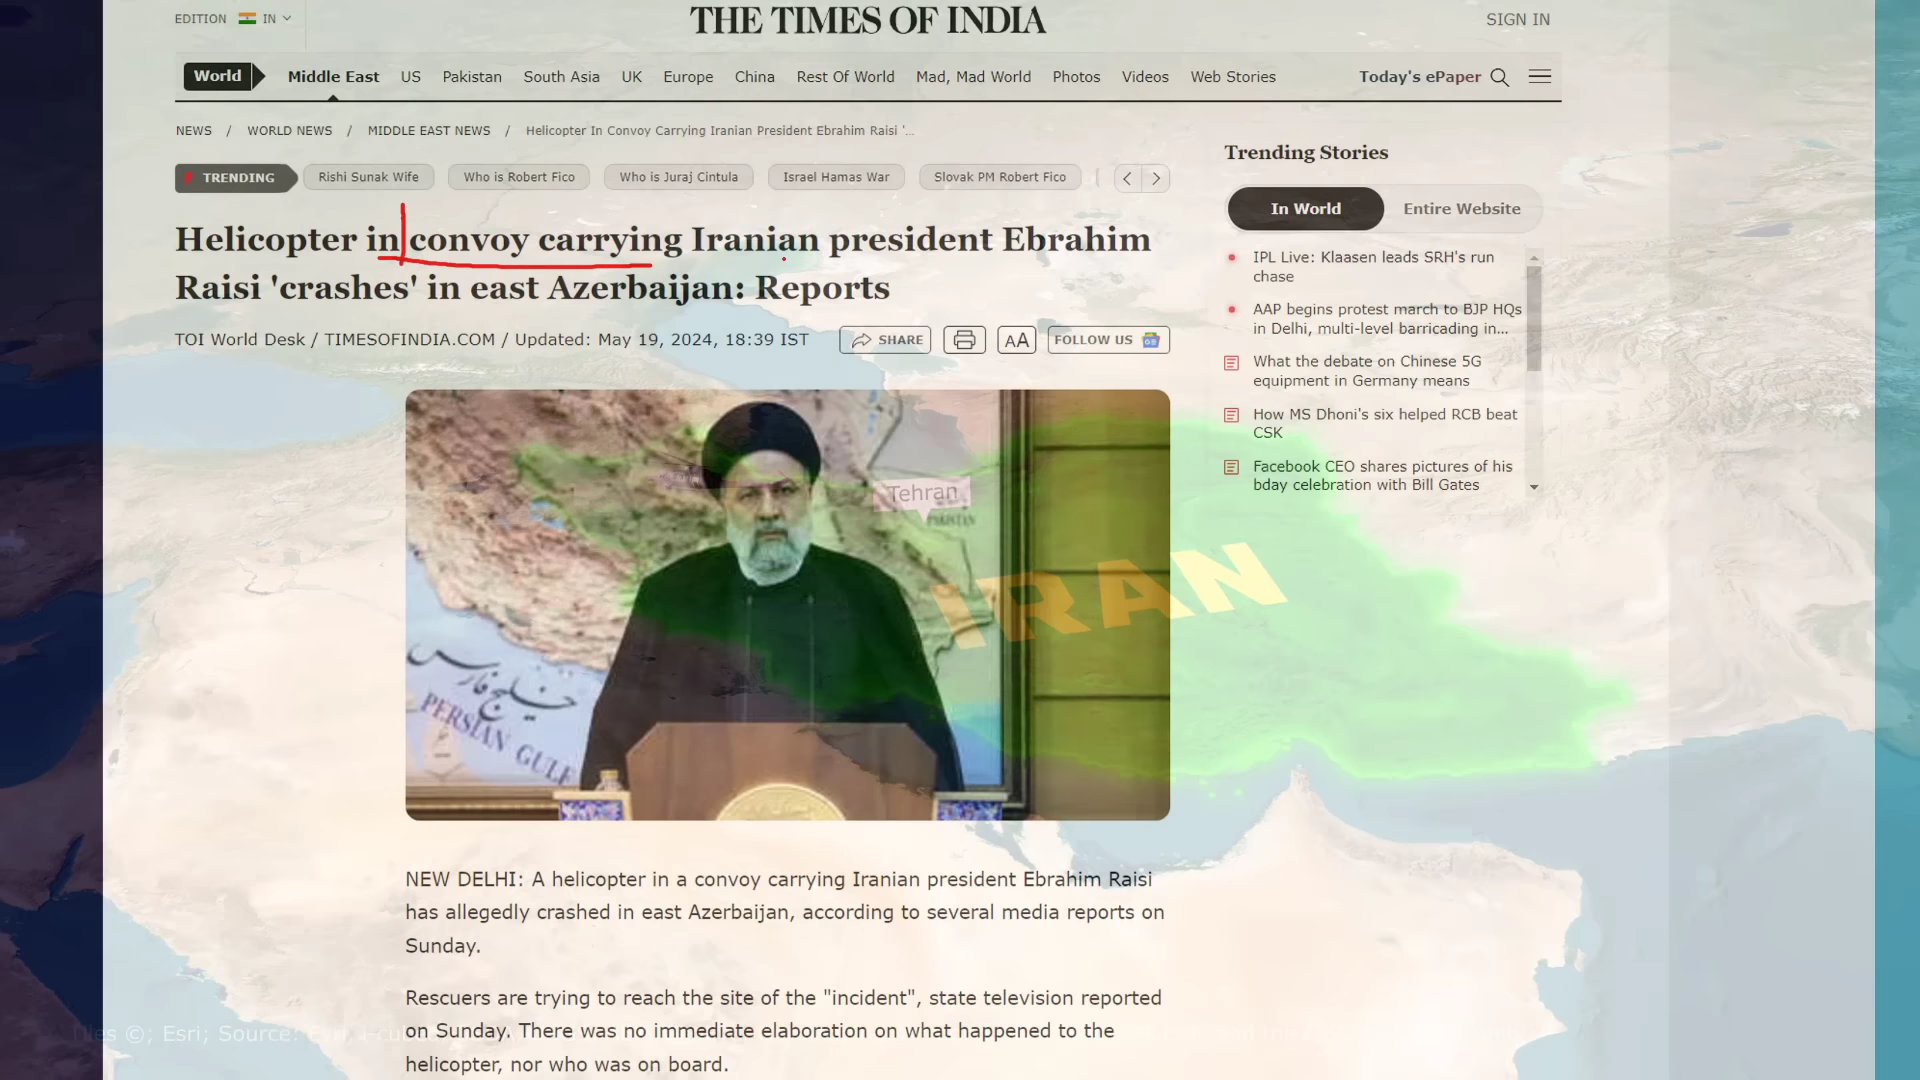 EDITION IN
THE TIMES OF INDIA
SIGN IN
World Middle East US Pakistan South Asia UK Europe China Rest Of World Mad, Mad World Photos Videos Web Stories Today's ePaper
NEWS / WORLD NEWS / MIDDLE EAST NEWS / Helicopter In Convoy Carrying Iranian President Ebrahim Raisi '...
TRENDING Rishi Sunak Wife Who is Robert Fico Who is Juraj Cintula Israel Hamas War Slovak PM Robert Fico
Helicopter in convoy carrying Iranian president Ebrahim
Raisi 'crashes' in east Azerbaijan: Reports
TOI World Desk / TIMESOFINDIA.COM / Updated: May 19, 2024, 18:39 IST
SHARE AA FOLLOW US
Tehran
IRAN
خلیج فارس
PERSIAN GULF
NEW DELHI: A helicopter in a convoy carrying Iranian president Ebrahim Raisi
has allegedly crashed in east Azerbaijan, according to several media reports on
Sunday.
Rescuers are trying to reach the site of the "incident", state television reported
on Sunday. There was no immediate elaboration on what happened to the
helicopter, nor who was on board.
Trending Stories
In World Entire Website
IPL Live: Klaasen leads SRH's run
chase
AAP begins protest march to BJP HQs
in Delhi, multi-level barricading in...
What the debate on Chinese 5G
equipment in Germany means
How MS Dhoni's six helped RCB beat
CSK
Facebook CEO shares pictures of his
bday celebration with Bill Gates
©; Esri; Source: